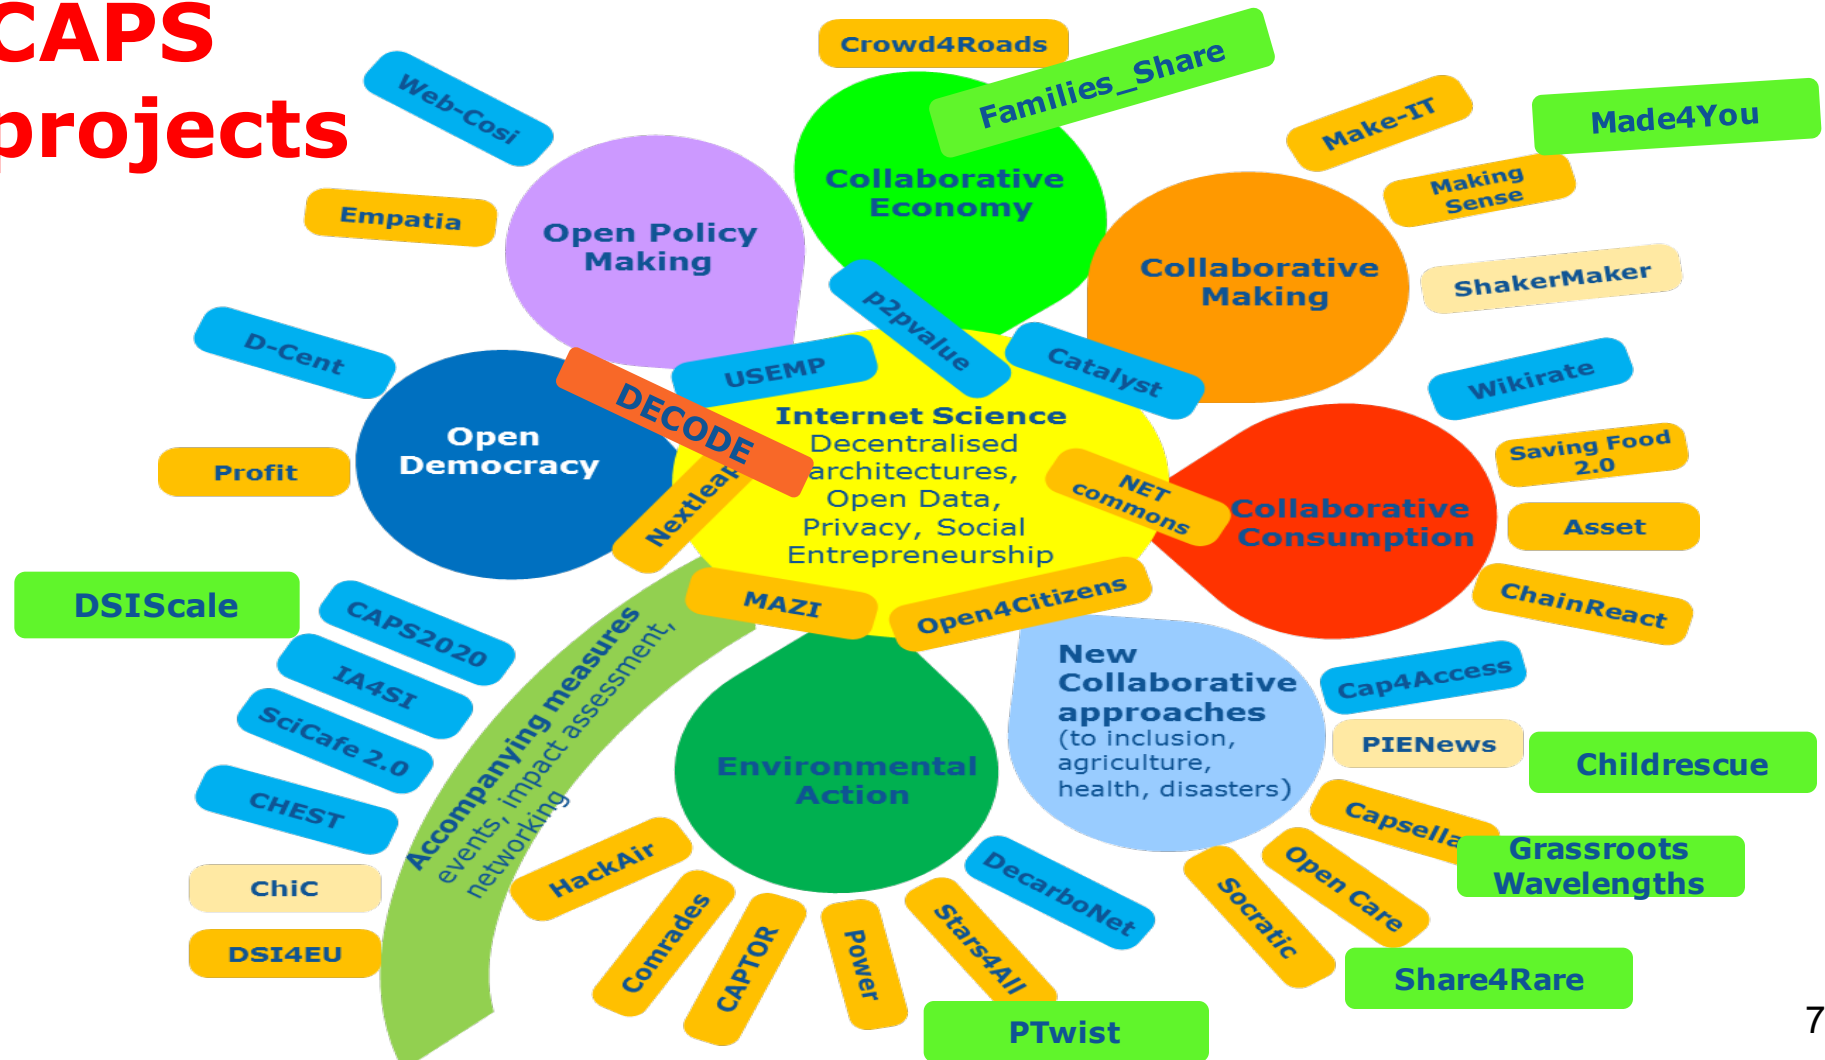 CAPS
projects
Crowd4Roads
Families_Share
Web-Cosi
Make-IT
Made4You
Empatia
Open Policy
Making
Collaborative
Economy
Making
Sense
Collaborative
Making
ShakerMaker
D-Cent
p2pvalue
USEMP
Catalyst
Wikirate
DECODE
Open
Democracy
Profit
Nextleap
Internet Science
Decentralised
architectures,
Open Data,
Privacy, Social
Entrepreneurship
NET
commons
Collaborative
Consumption
Saving Food
2.0
Asset
ChainReact
MAZI
Open4Citizens
DSIScale
CAPS2020
IA4SI
SciCafe 2.0
CHEST
ChiC
DSI4EU
Accompanying measures
events, impact assessment,
networking
Environmental
Action
New
Collaborative
approaches
(to inclusion,
agriculture,
health, disasters)
Cap4Access
PIENews
Childrescue
Capsella
Grassroots
Wavelengths
Open Care
Socratic
Share4Rare
HackAir
Comrades
CAPTOR
Power
Stars4All
DecarboNet
PTwist
7